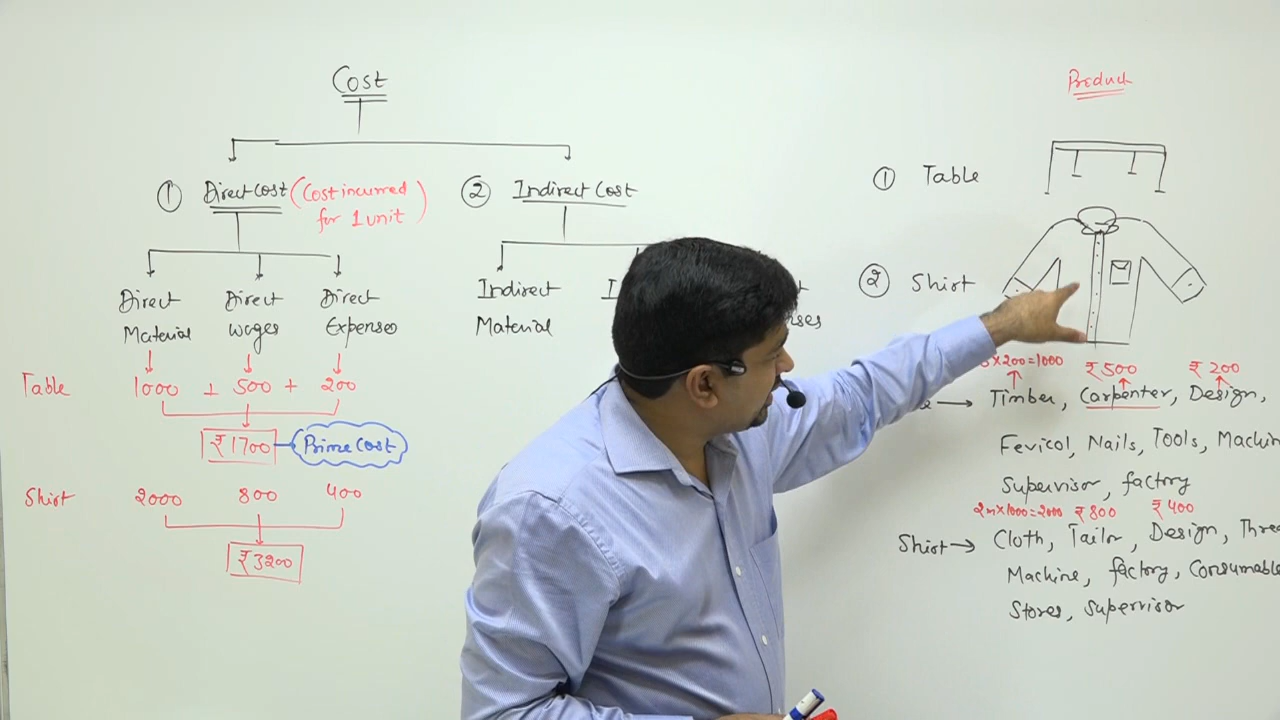 Cost
① Direct cost (Cost incurred for 1 unit)
② Indirect Cost
Direct Material
Direct wages
Direct Expenses
Indirect Material
Table 1000 + 500 + 200
₹1700 Prime Cost
Shirt 2000 800 400
₹3200
Product
① Table
② Shirt
×200=1000 ₹500 ₹200
→ Timber, Carpenter, Design,
Fevicol, Nails, Tools, Machin
Supervisor, factory
2m×1000=2000 ₹800 ₹400
Shirt → Cloth, Tailor, Design, Thre
Machine, factory, Consumable
Stores, Supervisor